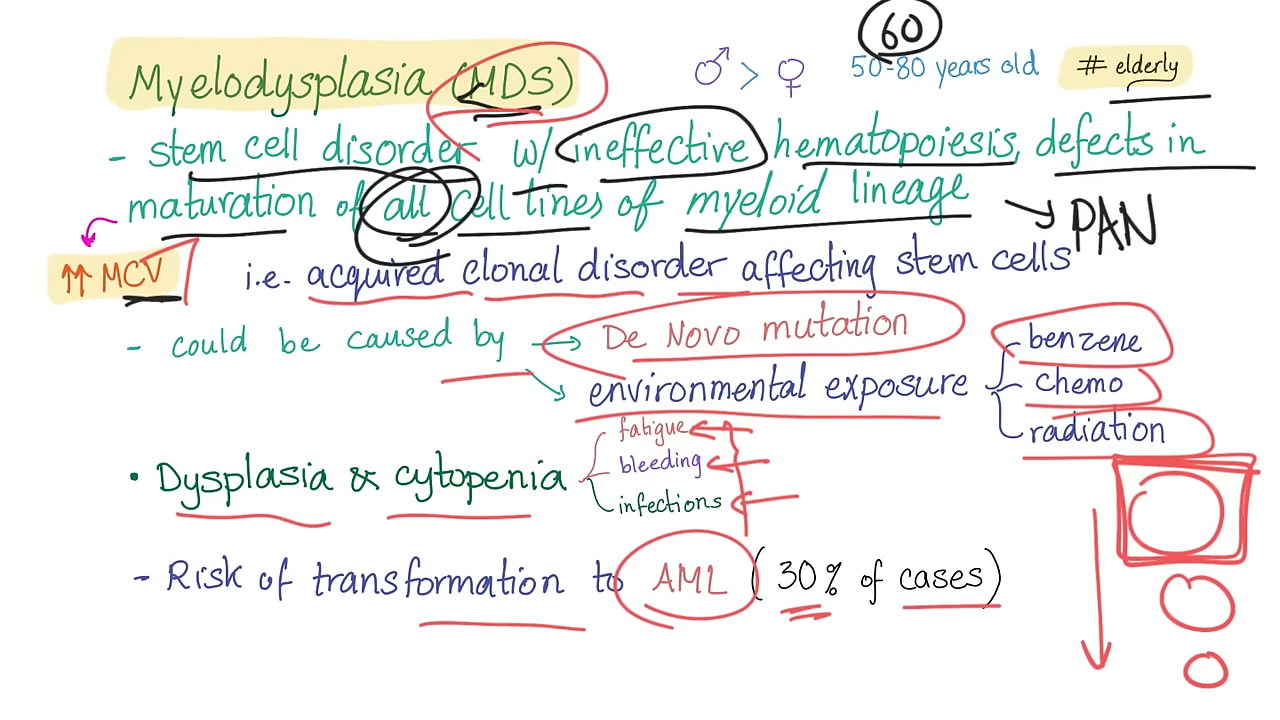 60
Myelodysplasia (MDS) ♂ > ♀ 50-80 years old # elderly
- stem cell disorder w/ ineffective hematopoiesis, defects in
maturation of all cell lines of myeloid lineage → PAN
↑↑ MCV i.e. acquired clonal disorder affecting stem cells
- could be caused by → De Novo mutation
→ environmental exposure
benzene
chemo
radiation
• Dysplasia & cytopenia
fatigue
bleeding
infections
- Risk of transformation to AML (30% of cases)